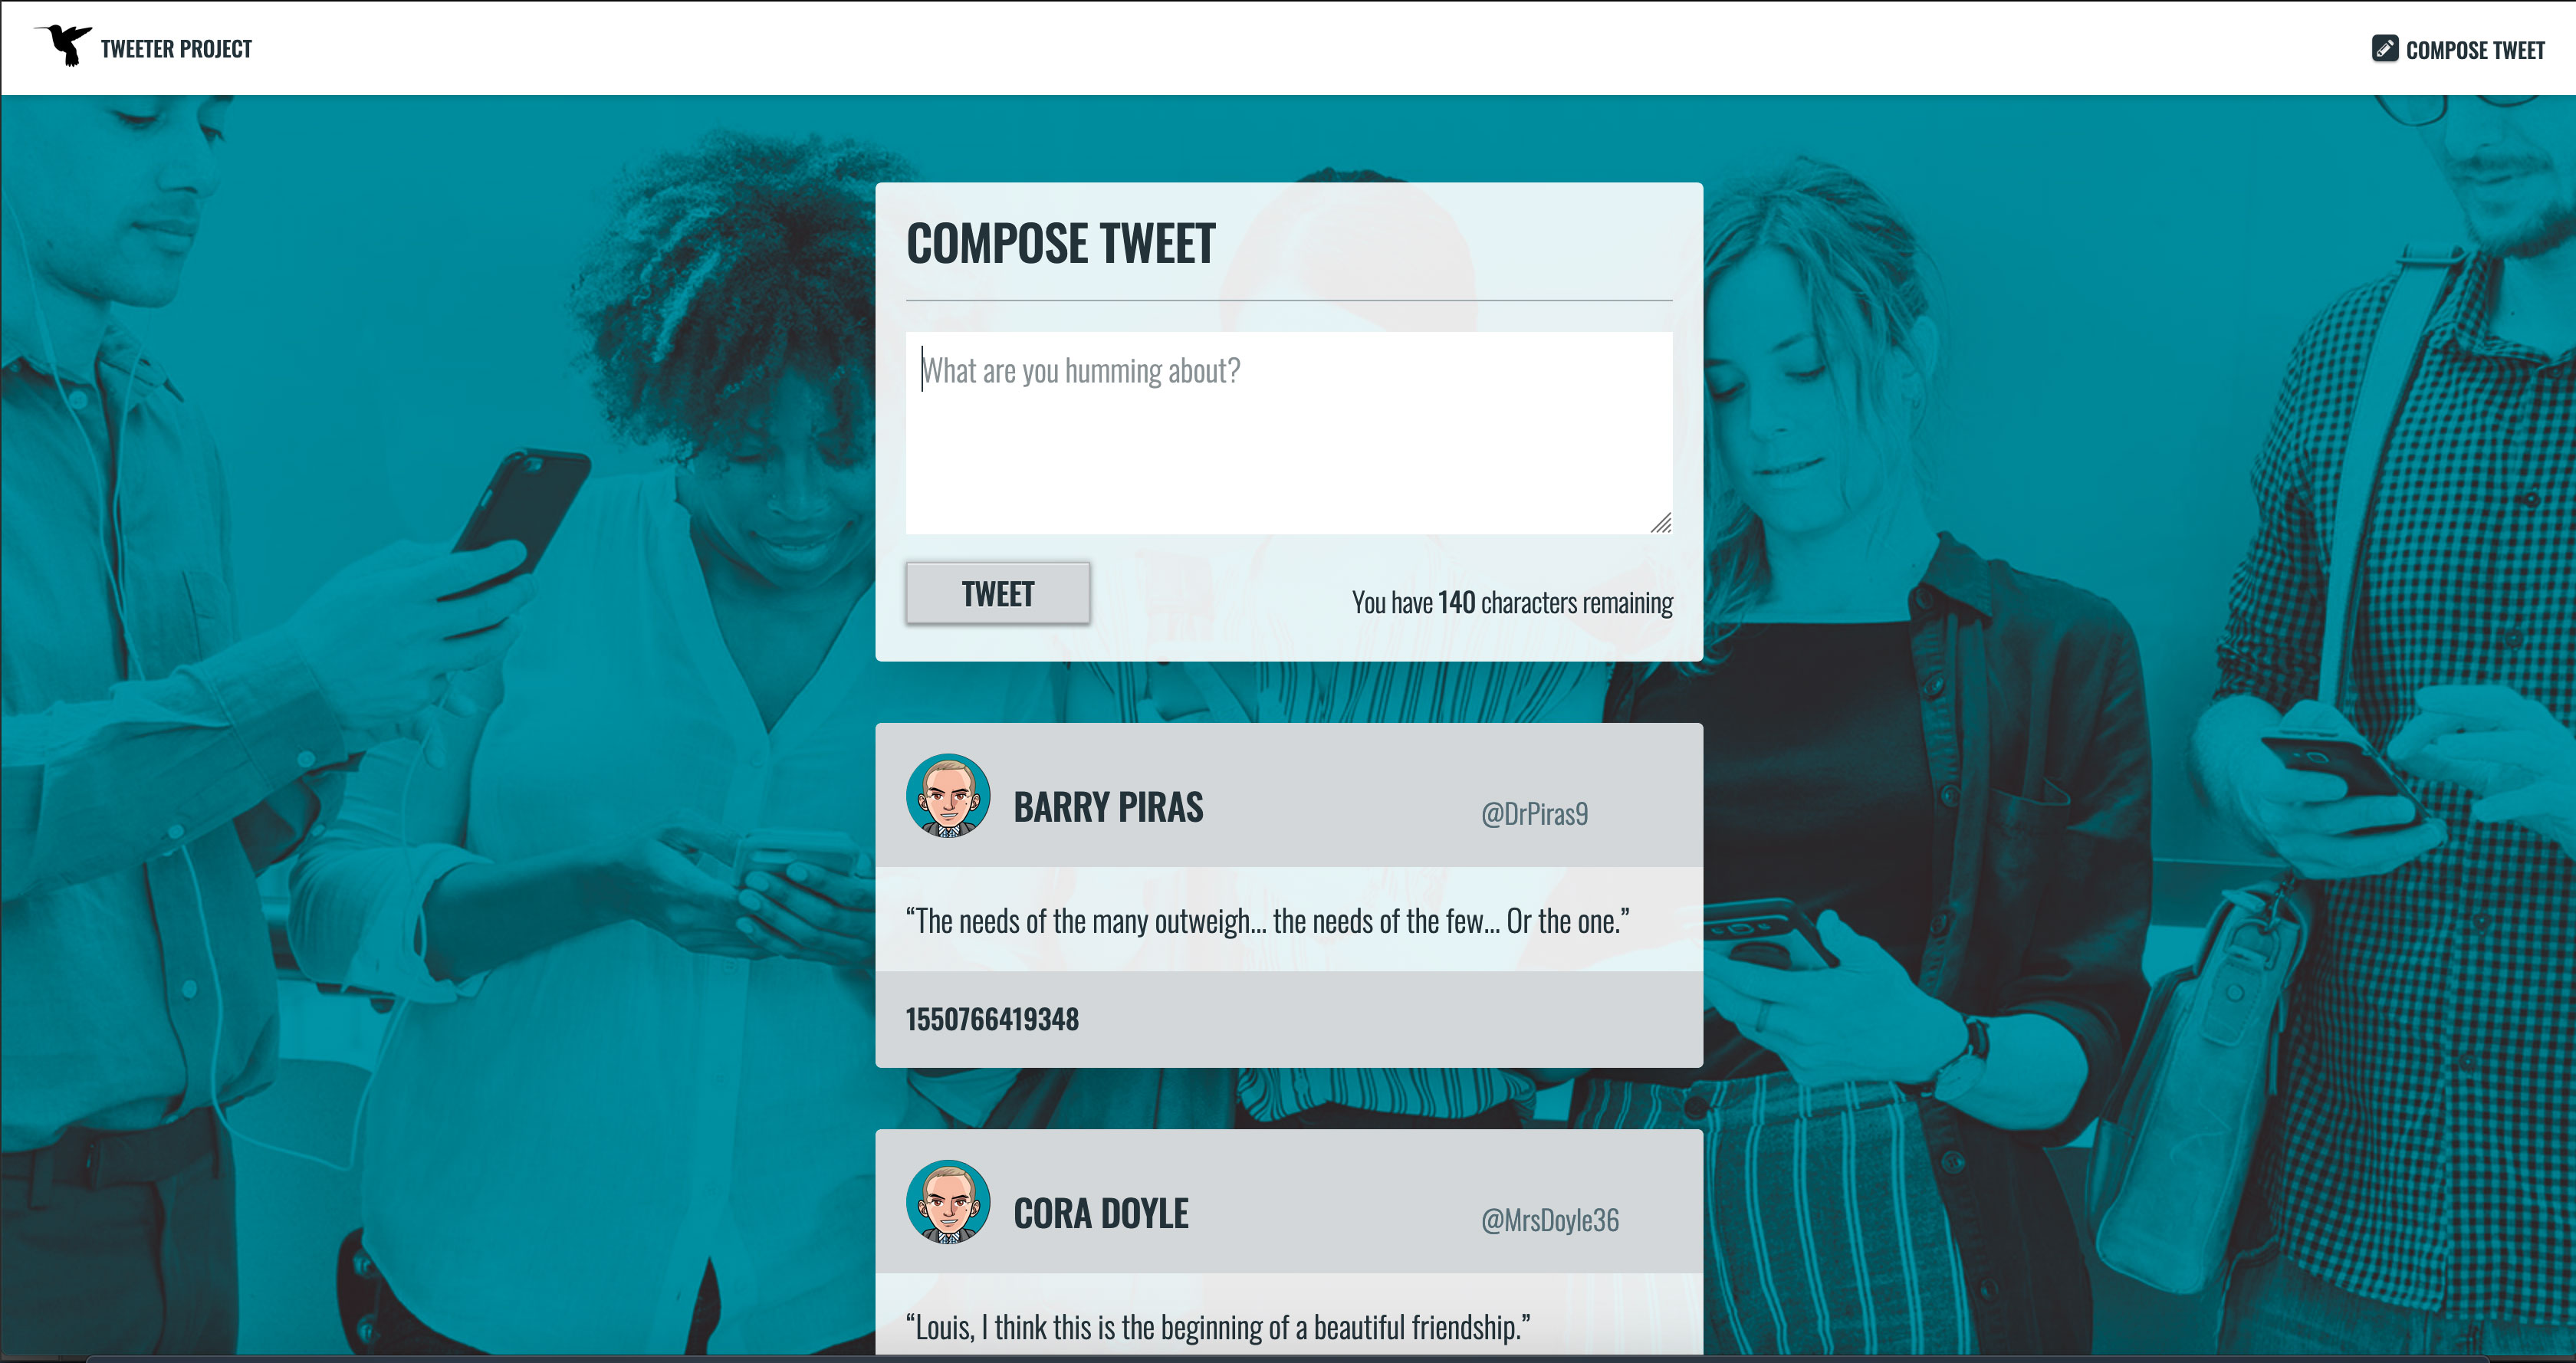 TWEETER PROJECT
COMPOSE TWEET
COMPOSE TWEET
What are you humming about?
TWEET
You have 140 characters remaining
BARRY PIRAS
@DrPiras9
“The needs of the many outweigh... the needs of the few... Or the one.”
1550766419348
CORA DOYLE
@MrsDoyle36
“Louis, I think this is the beginning of a beautiful friendship.”